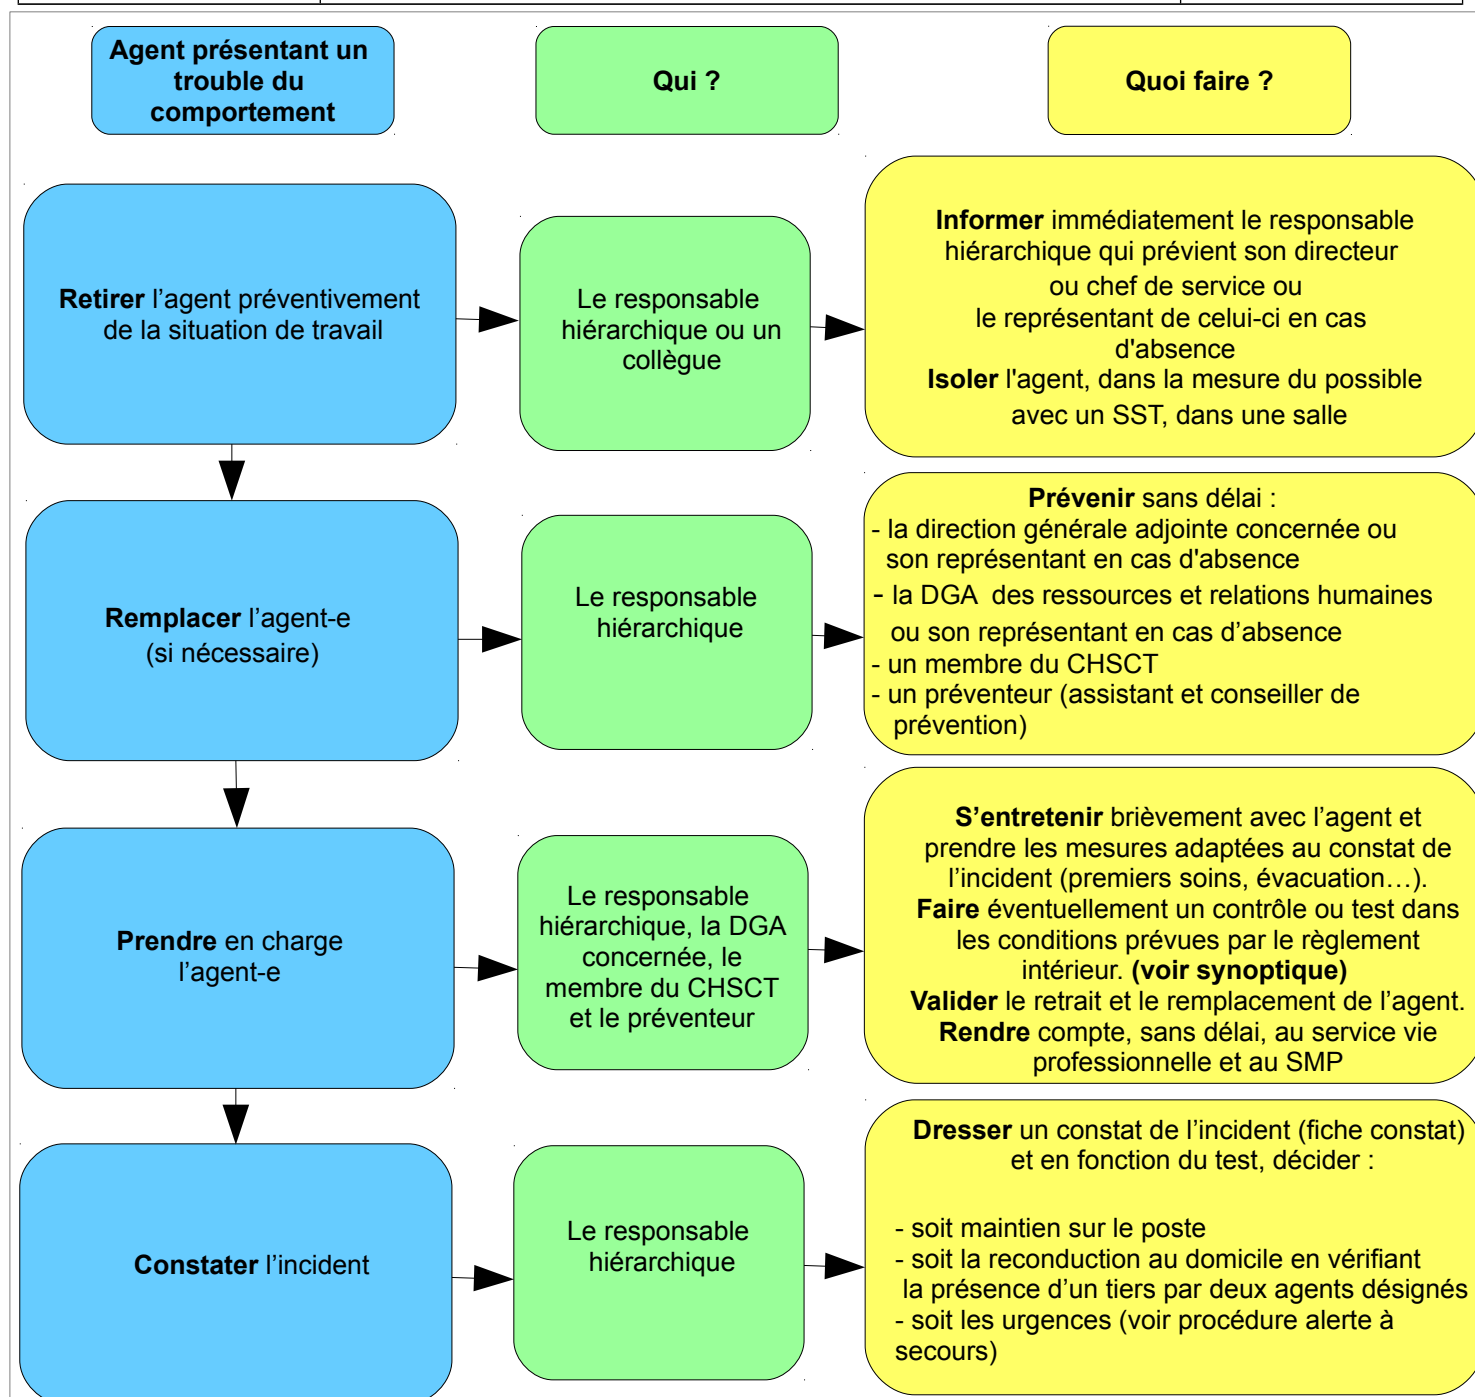 Agent présentant un
trouble du
comportement
Qui ?
Quoi faire ?
Retirer l’agent préventivement
de la situation de travail
Le responsable
hiérarchique ou un
collègue
Informer immédiatement le responsable
hiérarchique qui prévient son directeur
ou chef de service ou
le représentant de celui-ci en cas
d'absence
Isoler l'agent, dans la mesure du possible
avec un SST, dans une salle
Remplacer l’agent-e
(si nécessaire)
Le responsable
hiérarchique
Prévenir sans délai :
- la direction générale adjointe concernée ou
son représentant en cas d'absence
- la DGA des ressources et relations humaines
ou son représentant en cas d’absence
- un membre du CHSCT
- un préventeur (assistant et conseiller de
prévention)
Prendre en charge
l’agent-e
Le responsable
hiérarchique, la DGA
concernée, le
membre du CHSCT
et le préventeur
S’entretenir brièvement avec l’agent et
prendre les mesures adaptées au constat de
l’incident (premiers soins, évacuation…).
Faire éventuellement un contrôle ou test dans
les conditions prévues par le règlement
intérieur. (voir synoptique)
Valider le retrait et le remplacement de l’agent.
Rendre compte, sans délai, au service vie
professionnelle et au SMP
Constater l’incident
Le responsable
hiérarchique
Dresser un constat de l’incident (fiche constat)
et en fonction du test, décider :
- soit maintien sur le poste
- soit la reconduction au domicile en vérifiant
la présence d’un tiers par deux agents désignés
- soit les urgences (voir procédure alerte à
secours)